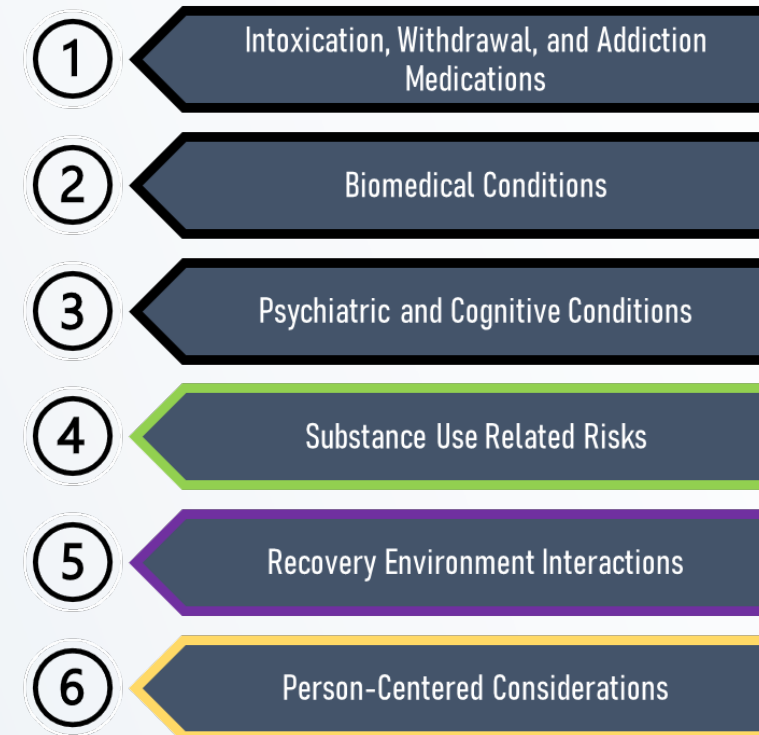 1
Intoxication, Withdrawal, and Addiction
Medications
2
Biomedical Conditions
3
Psychiatric and Cognitive Conditions
4
Substance Use Related Risks
5
Recovery Environment Interactions
6
Person-Centered Considerations